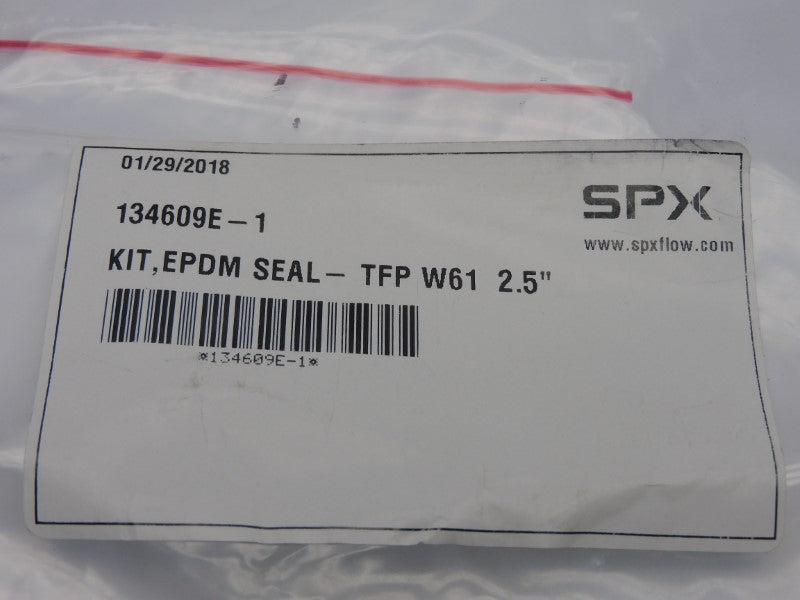 01/29/2018
SPX
134609E-1
www.spxflow.com
KIT,EPDM SEAL- TFP W61 2.5"
*134609E-1*